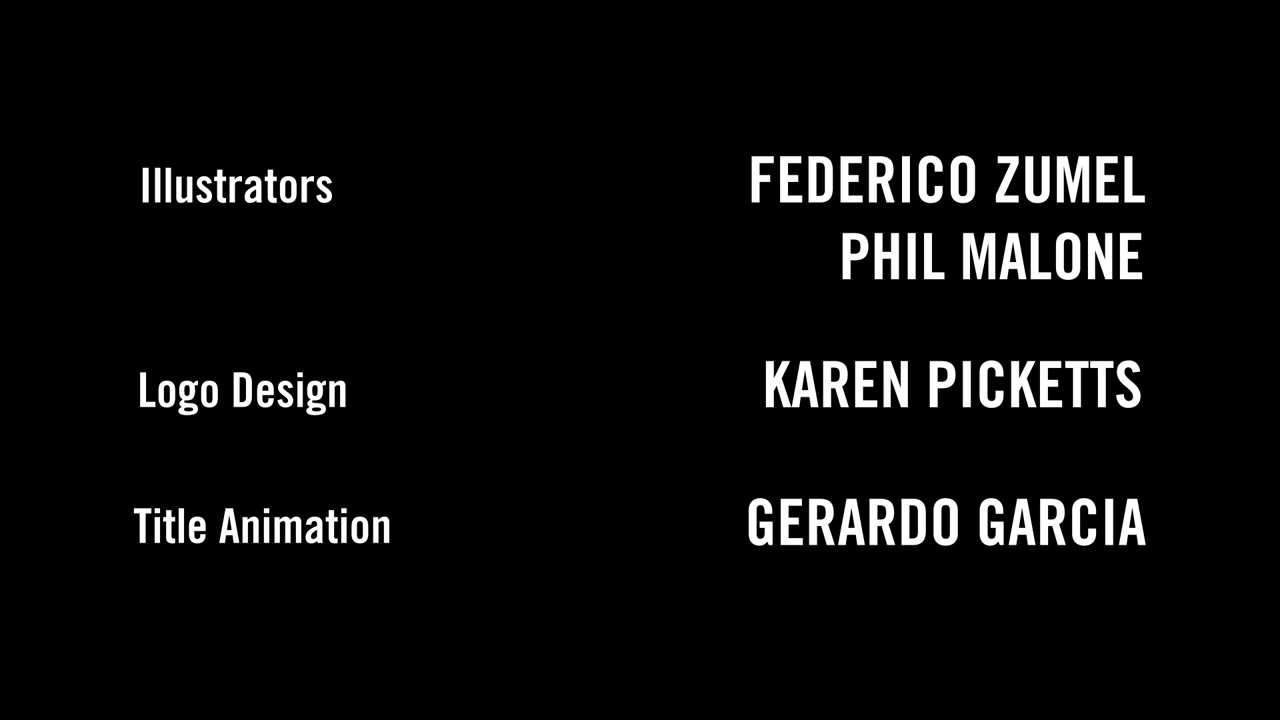 Illustrators FEDERICO ZUMEL
PHIL MALONE
Logo Design KAREN PICKETTS
Title Animation GERARDO GARCIA